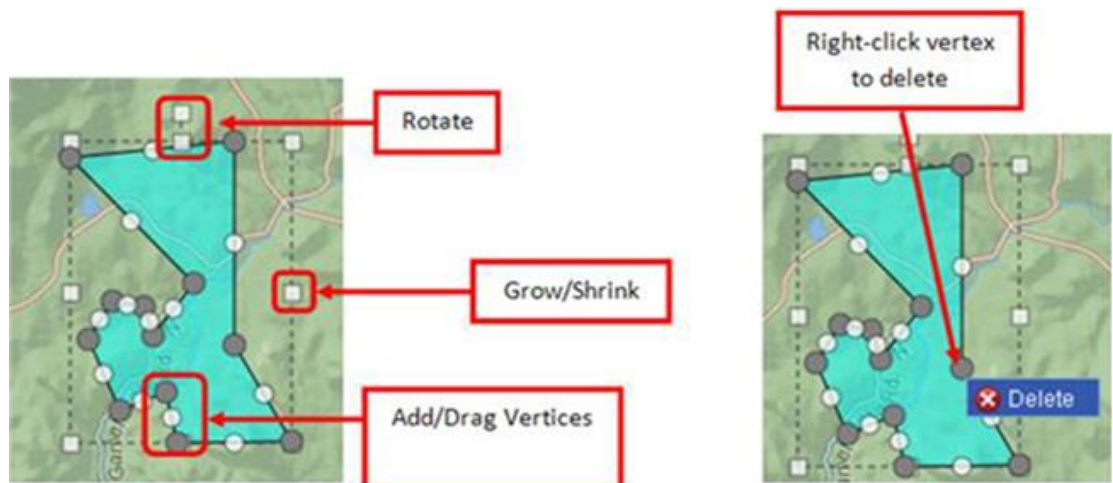 Right-click vertex
to delete
Rotate
Grow/Shrink
Add/Drag Vertices
Delete